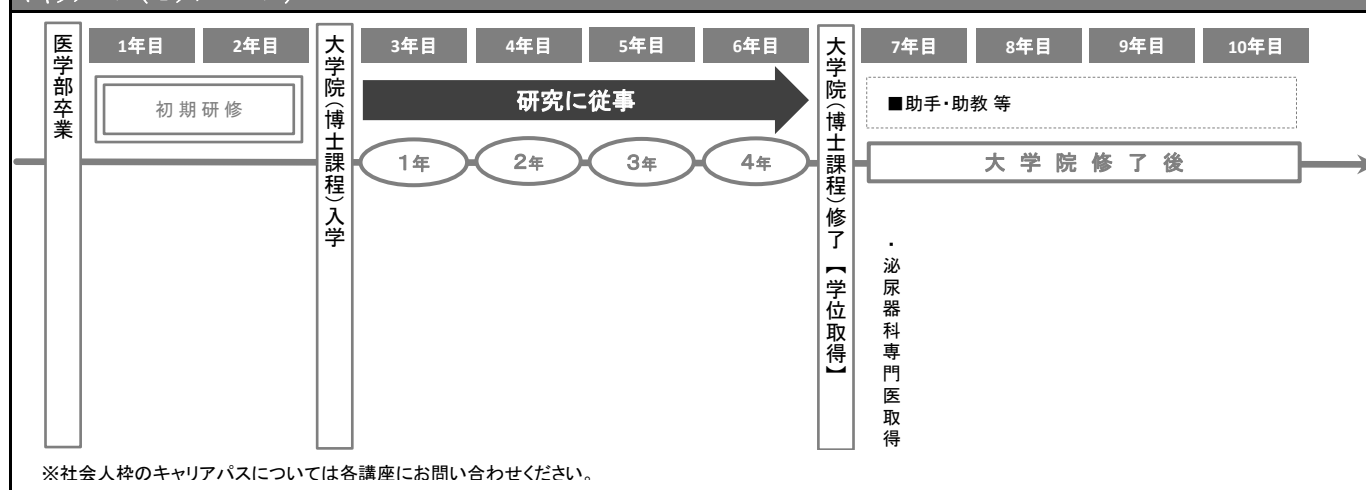 医学部卒業
1年目
2年目
初期研修
大学院(博士課程)入学
3年目
4年目
5年目
6年目
研究に従事
1年
2年
3年
4年
大学院(博士課程)修了【学位取得】
7年目
8年目
9年目
10年目
■助手・助教 等
大学院修了後
・泌尿器科専門医取得
※社会人枠のキャリアパスについては各講座にお問い合わせください。